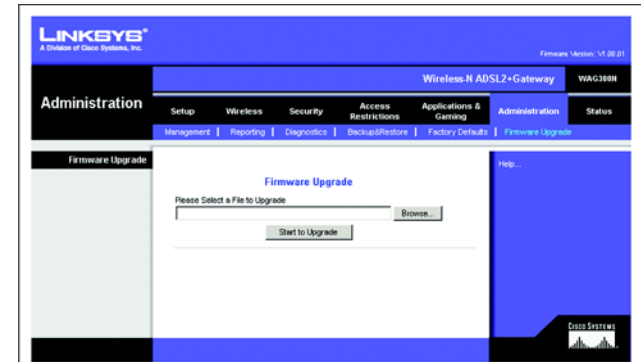 LINKSYS®
A Division of Cisco Systems, Inc.
Firmware Version: V1.00.01
Wireless-N ADSL2+Gateway WAG300N
Administration
Setup Wireless Security Access Restrictions Applications & Gaming Administration Status
Management | Reporting | Diagnostics | Backup&Restore | Factory Defaults | Firmware Upgrade
Firmware Upgrade
Help...
Firmware Upgrade
Please Select a File to Upgrade
Browse...
Start to Upgrade
CISCO SYSTEMS